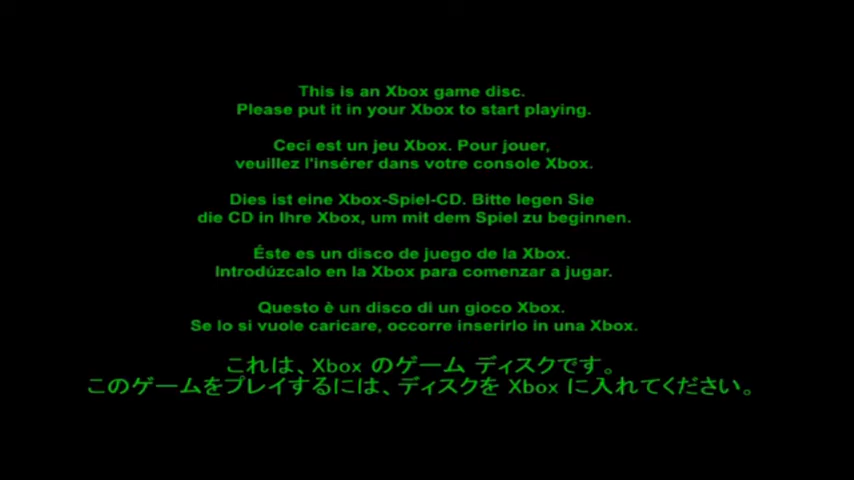 This is an Xbox game disc.
Please put it in your Xbox to start playing.
Ceci est un jeu Xbox. Pour jouer,
veuillez l'insérer dans votre console Xbox.
Dies ist eine Xbox-Spiel-CD. Bitte legen Sie
die CD in Ihre Xbox, um mit dem Spiel zu beginnen.
Éste es un disco de juego de la Xbox.
Introdúzcalo en la Xbox para comenzar a jugar.
Questo è un disco di un gioco Xbox.
Se lo si vuole caricare, occorre inserirlo in una Xbox.
これは、Xbox のゲーム ディスクです。
このゲームをプレイするには、ディスクを Xbox に入れてください。